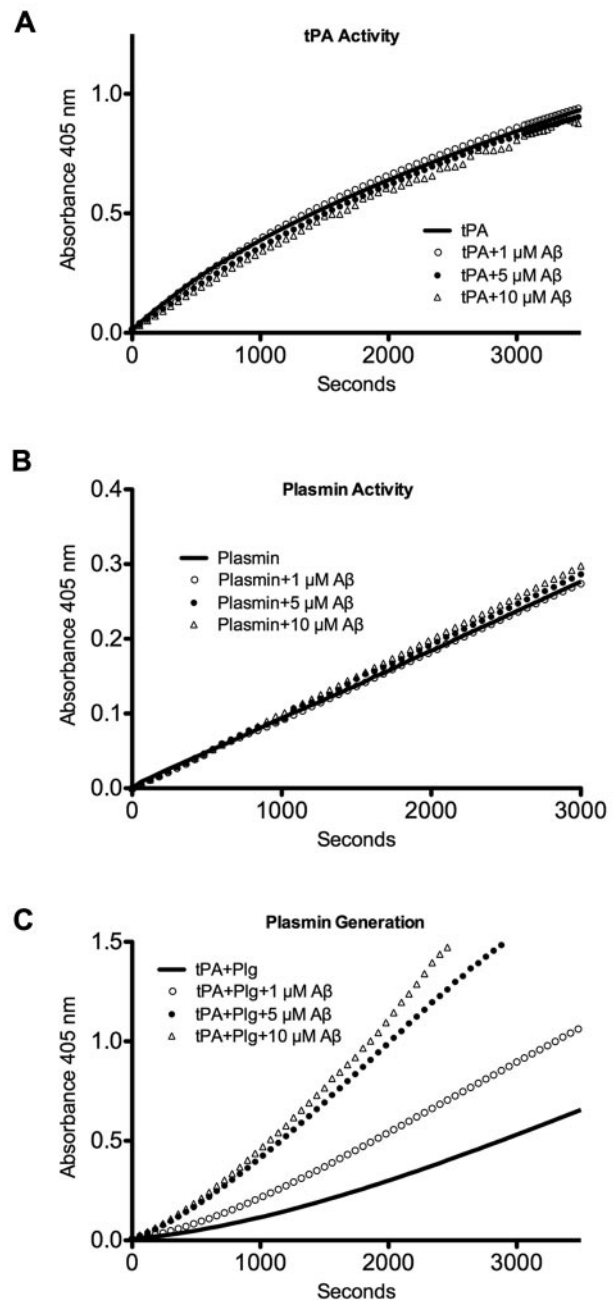 A
tPA Activity
Absorbance 405 nm
1.0
0.5
0.0
tPA
tPA+1 μM Aβ
tPA+5 μM Aβ
tPA+10 μM Aβ
0 1000 2000 3000
Seconds
B
Plasmin Activity
Absorbance 405 nm
0.4
0.3
0.2
0.1
0.0
Plasmin
Plasmin+1 μM Aβ
Plasmin+5 μM Aβ
Plasmin+10 μM Aβ
0 1000 2000 3000
Seconds
C
Plasmin Generation
Absorbance 405 nm
1.5
1.0
0.5
0.0
tPA+Plg
tPA+Plg+1 μM Aβ
tPA+Plg+5 μM Aβ
tPA+Plg+10 μM Aβ
0 1000 2000 3000
Seconds